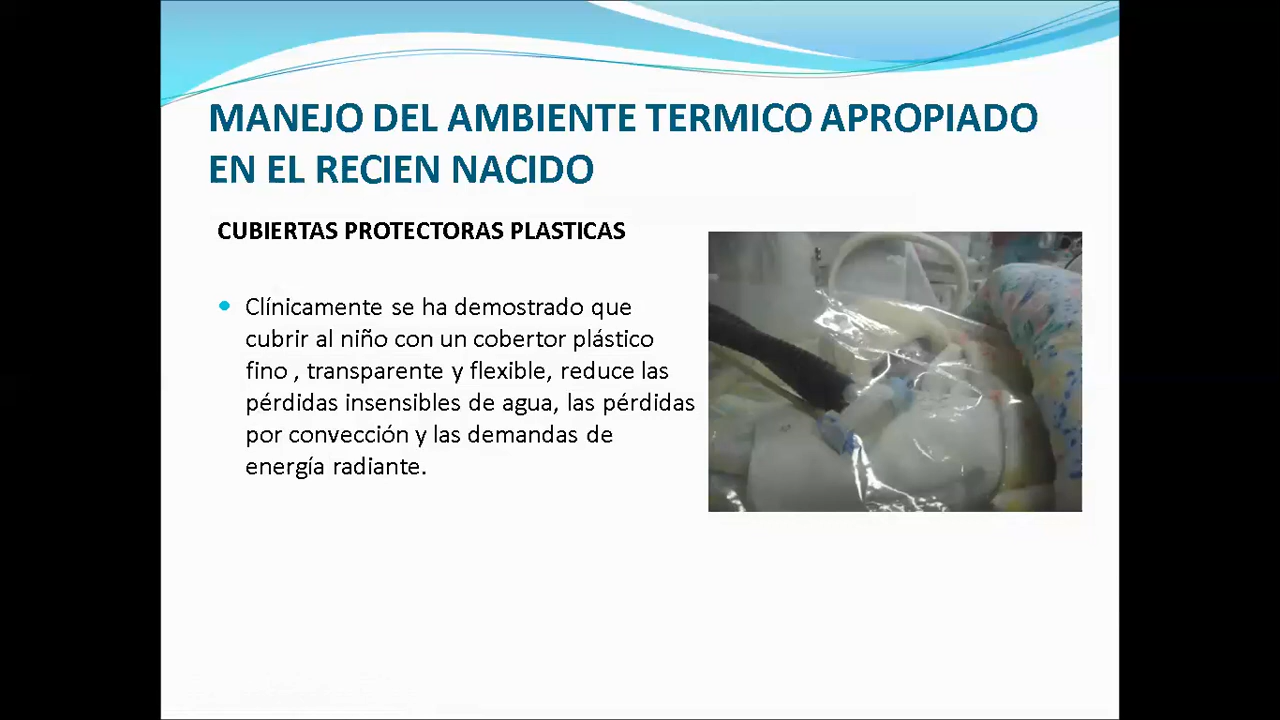 MANEJO DEL AMBIENTE TERMICO APROPIADO
EN EL RECIEN NACIDO
CUBIERTAS PROTECTORAS PLASTICAS
Clínicamente se ha demostrado que
cubrir al niño con un cobertor plástico
fino , transparente y flexible, reduce las
pérdidas insensibles de agua, las pérdidas
por convección y las demandas de
energía radiante.